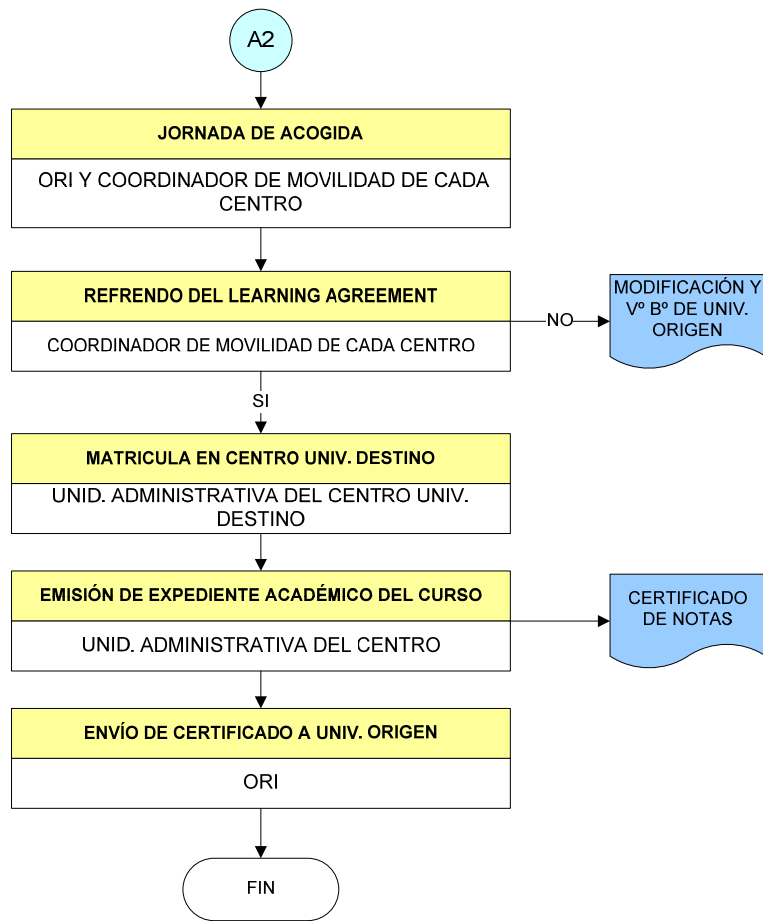 A2
JORNADA DE ACOGIDA
ORI Y COORDINADOR DE MOVILIDAD DE CADA
CENTRO
REFRENDO DEL LEARNING AGREEMENT
COORDINADOR DE MOVILIDAD DE CADA CENTRO
NO
MODIFICACIÓN Y
Vº Bº DE UNIV.
ORIGEN
SI
MATRICULA EN CENTRO UNIV. DESTINO
UNID. ADMINISTRATIVA DEL CENTRO UNIV.
DESTINO
EMISIÓN DE EXPEDIENTE ACADÉMICO DEL CURSO
UNID. ADMINISTRATIVA DEL CENTRO
CERTIFICADO
DE NOTAS
ENVÍO DE CERTIFICADO A UNIV. ORIGEN
ORI
FIN